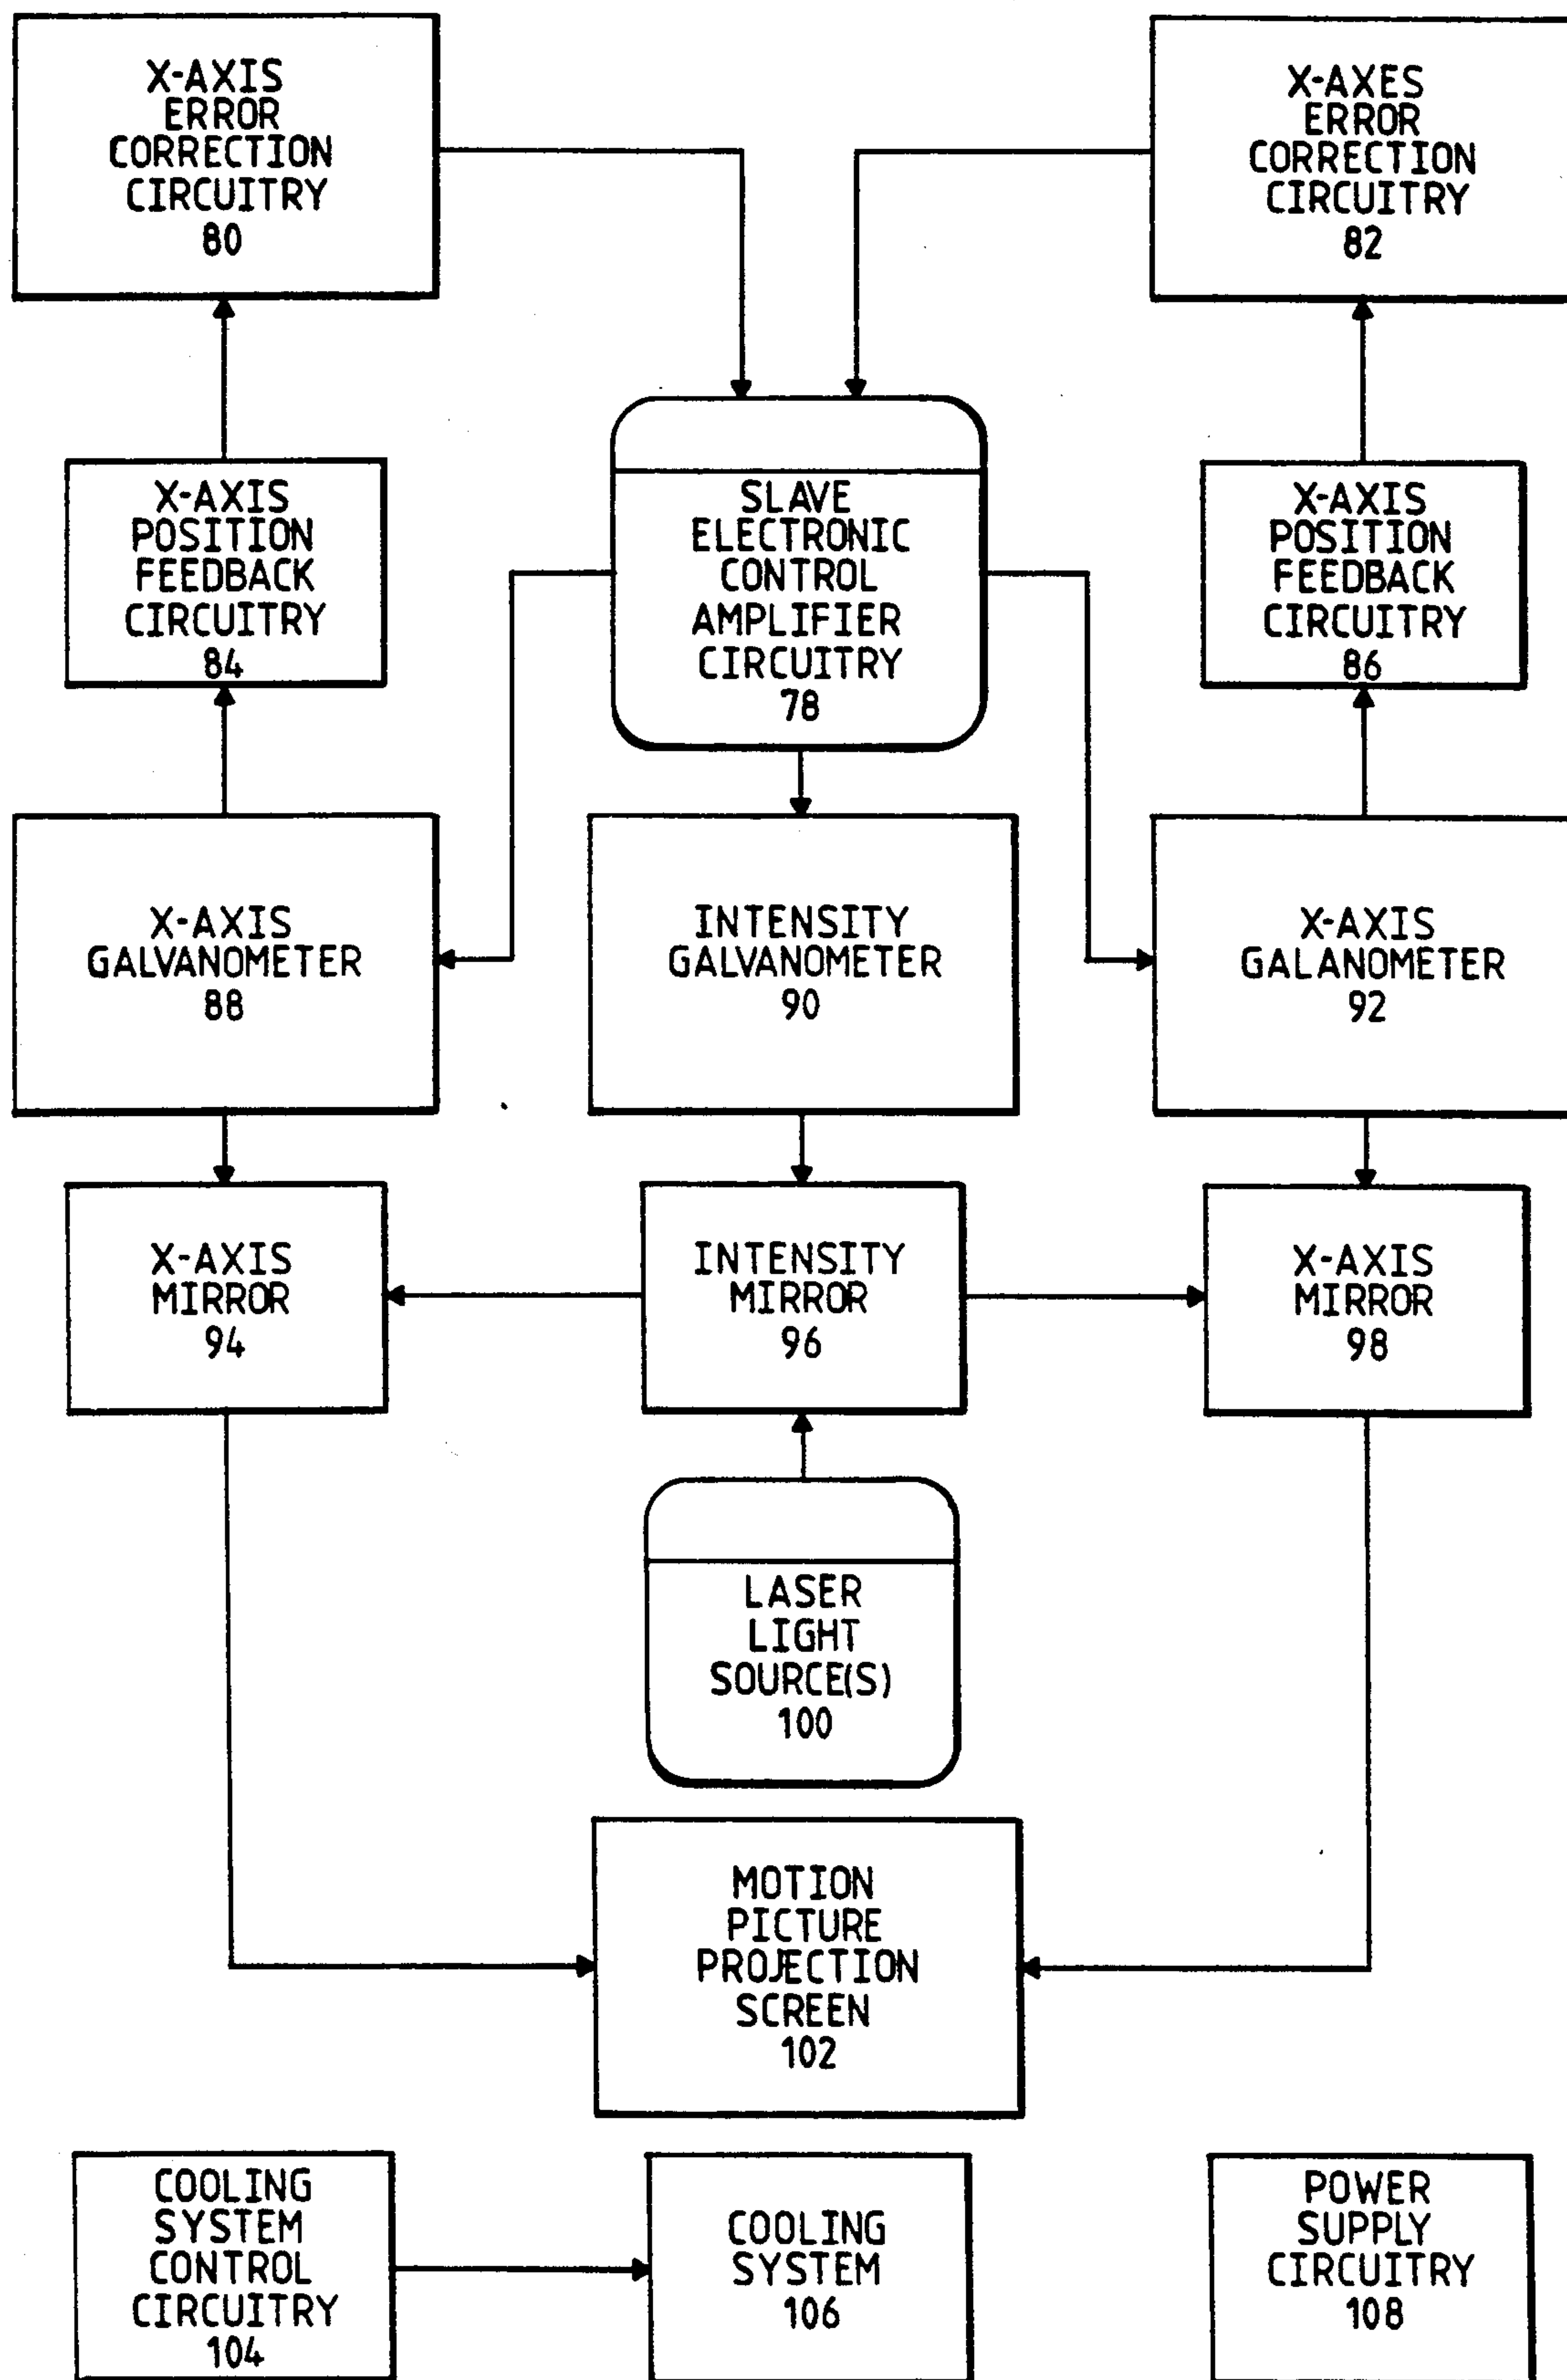 X-AXIS
ERROR
CORRECTION
CIRCUITRY
80
X-AXES
ERROR
CORRECTION
CIRCUITRY
82
X-AXIS
POSITION
FEEDBACK
CIRCUITRY
84
SLAVE
ELECTRONIC
CONTROL
AMPLIFIER
CIRCUITRY
78
X-AXIS
POSITION
FEEDBACK
CIRCUITRY
86
X-AXIS
GALVANOMETER
88
INTENSITY
GALVANOMETER
90
X-AXIS
GALANOMETER
92
X-AXIS
MIRROR
94
INTENSITY
MIRROR
96
X-AXIS
MIRROR
98
LASER
LIGHT
SOURCE(S)
100
MOTION
PICTURE
PROJECTION
SCREEN
102
COOLING
SYSTEM
CONTROL
CIRCUITRY
104
COOLING
SYSTEM
106
POWER
SUPPLY
CIRCUITRY
108